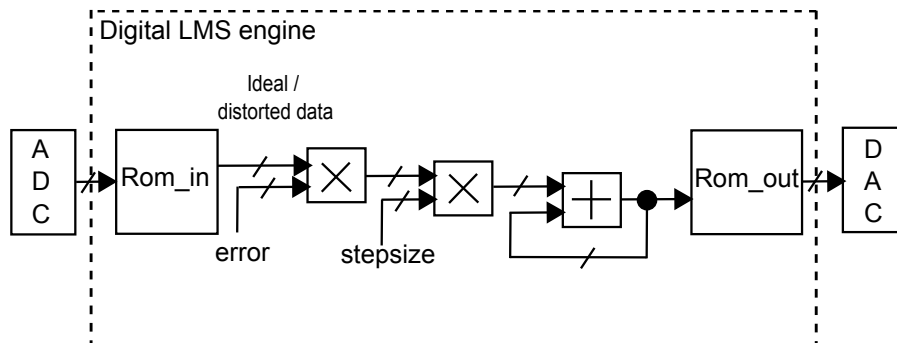 Digital LMS engine
Ideal /
distorted data
A
D
C
Rom_in
Rom_out
D
A
C
error
stepsize